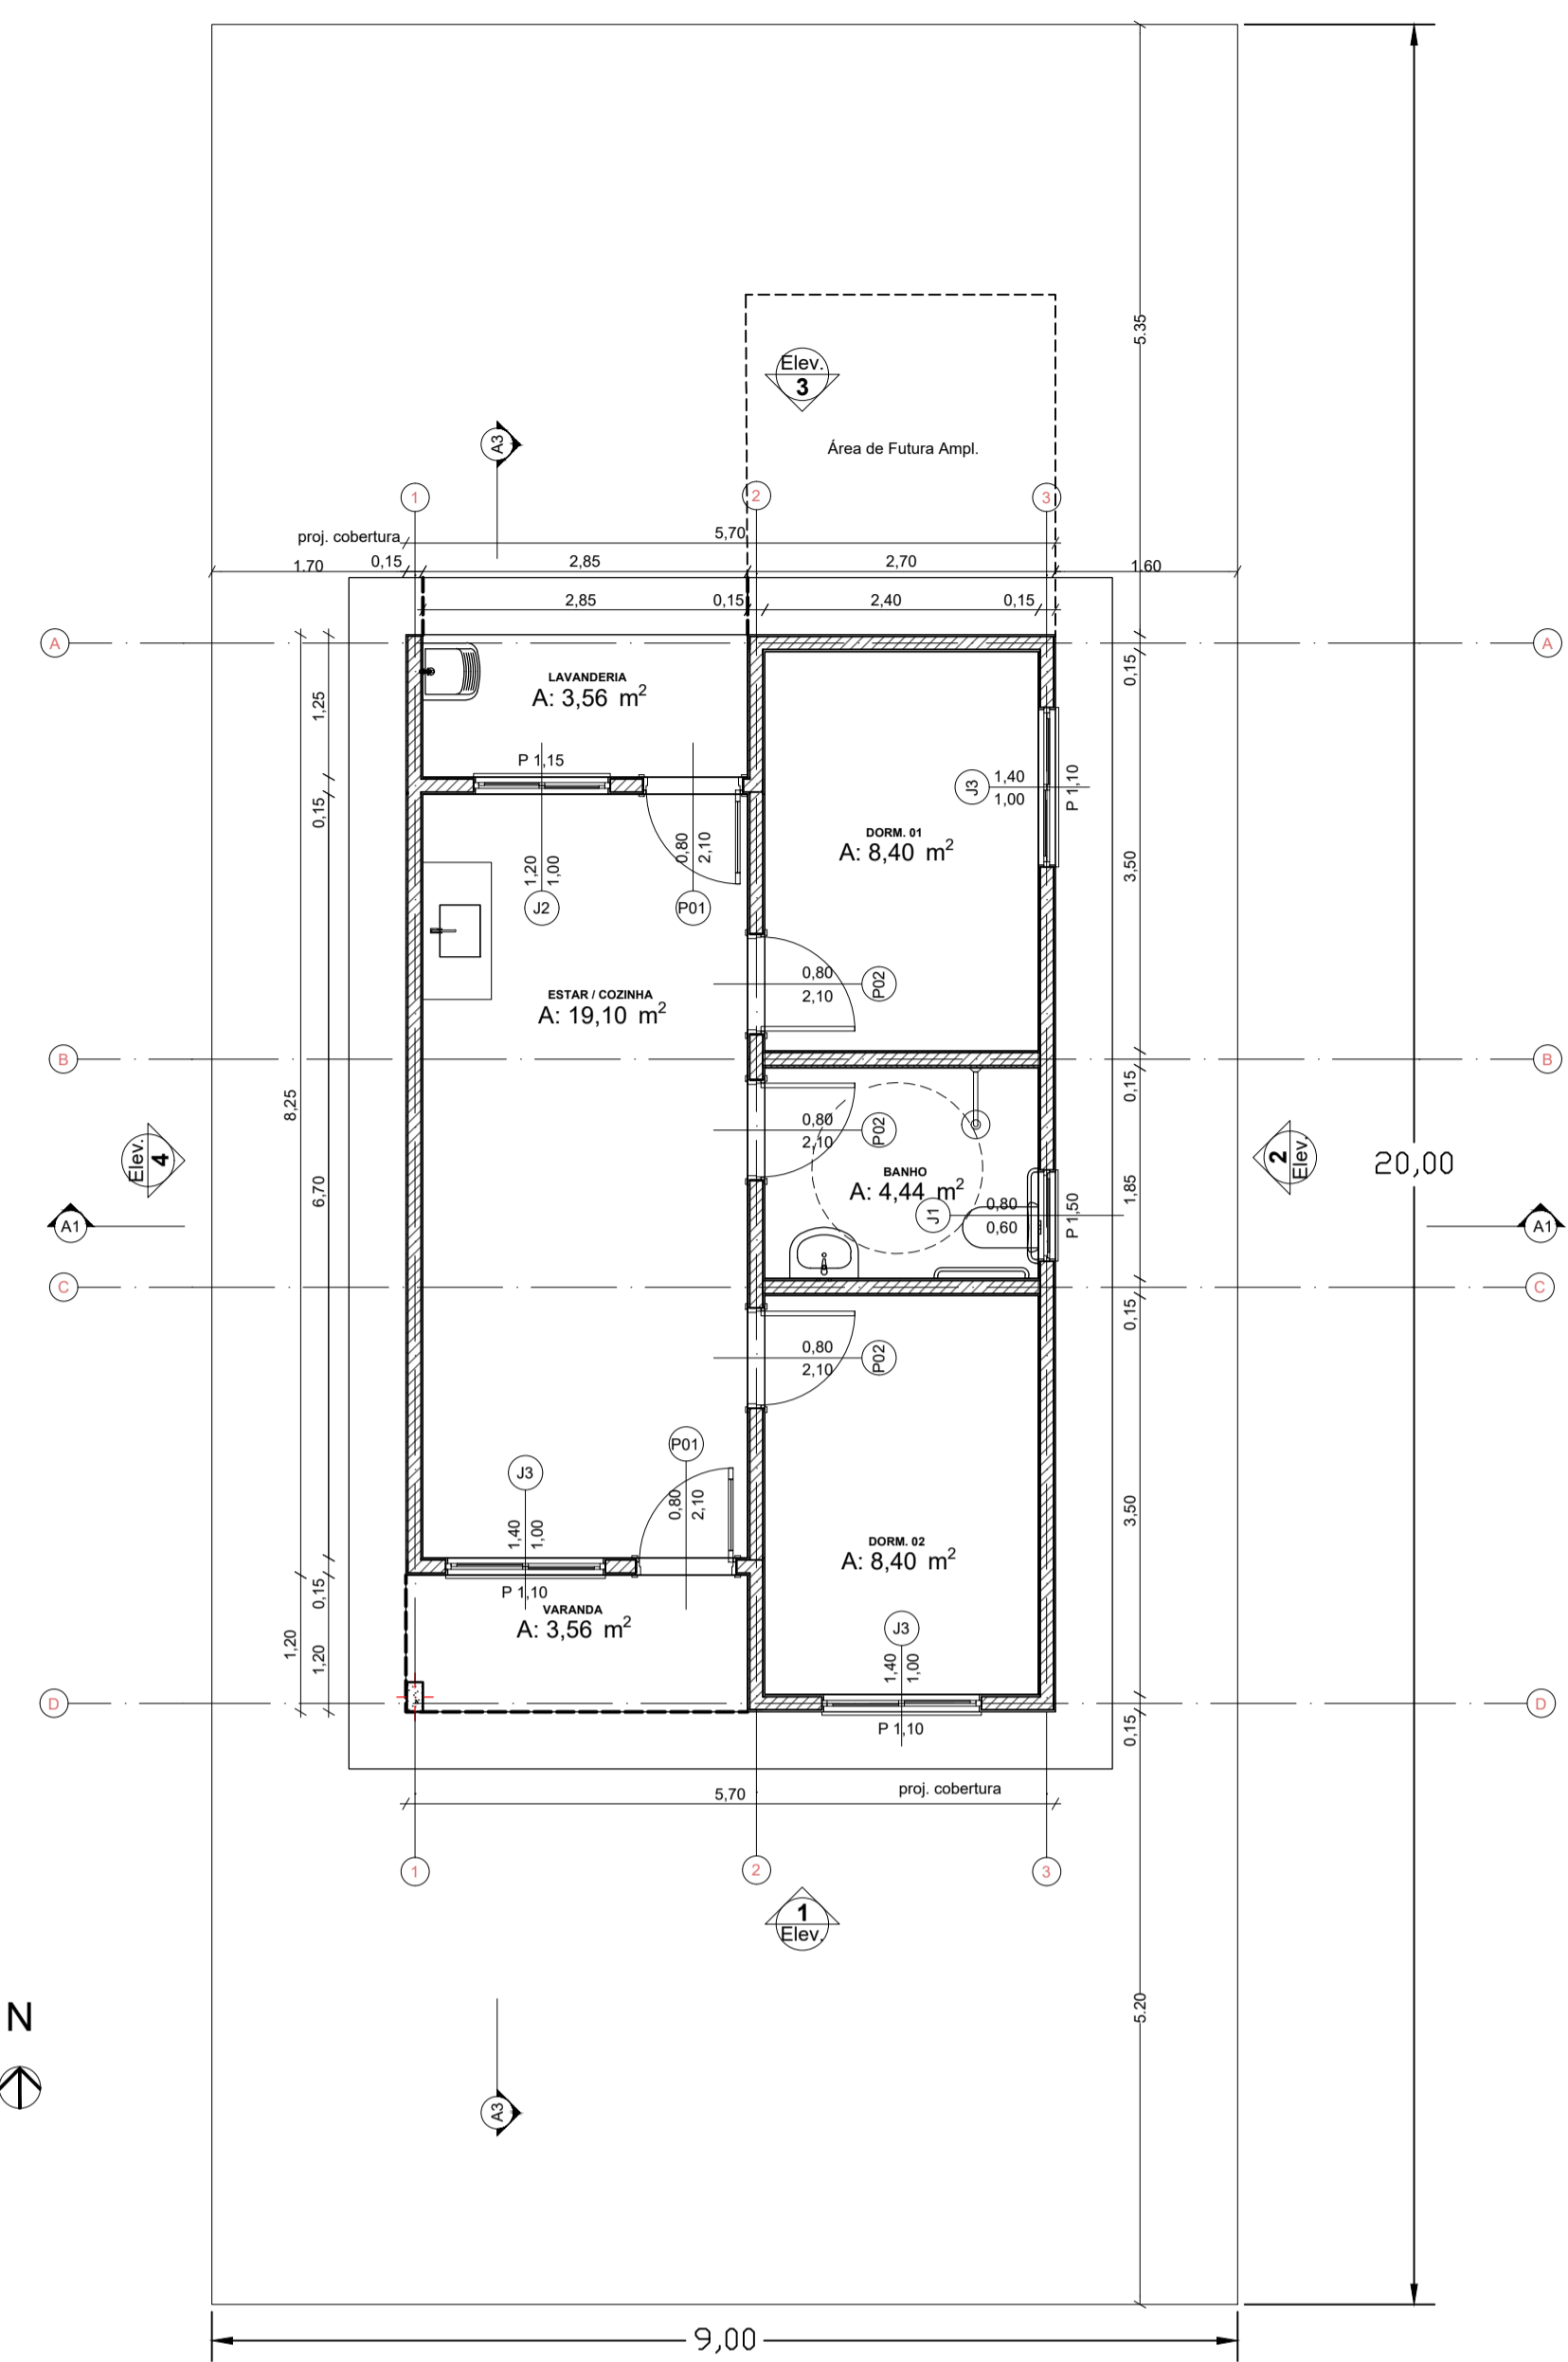 5.35
Elev.
3
Área de Futura Ampl.
A3
1
2
3
proj. cobertura
5,70
1.70
0,15
2,85
2,70
1.60
2,85
0,15
2,40
0,15
A
A
LAVANDERIA
A: 3,56 m²
0,15
1,25
P 1,15
J3
1,40
1,00
P 1,10
0,15
DORM. 01
A: 8,40 m²
0,80
2,10
1,20
1,00
3,50
J2
P01
0,80
2,10
P02
ESTAR / COZINHA
A: 19,10 m²
B
B
8,25
0,15
0,80
2,10
P02
Elev.
4
2
Elev.
20,00
BANHO
A: 4,44 m²
6,70
1,85
J1
0,80
0,60
P 1,50
A1
A1
C
C
0,15
0,80
2,10
P02
P01
J3
0,80
2,10
1,40
1,00
3,50
DORM. 02
A: 8,40 m²
P 1,10
0,15
VARANDA
A: 3,56 m²
J3
1,20
1,20
1,40
1,00
D
D
P 1,10
0,15
5,70
proj. cobertura
1
2
3
1
Elev.
N
5.20
A3
9,00